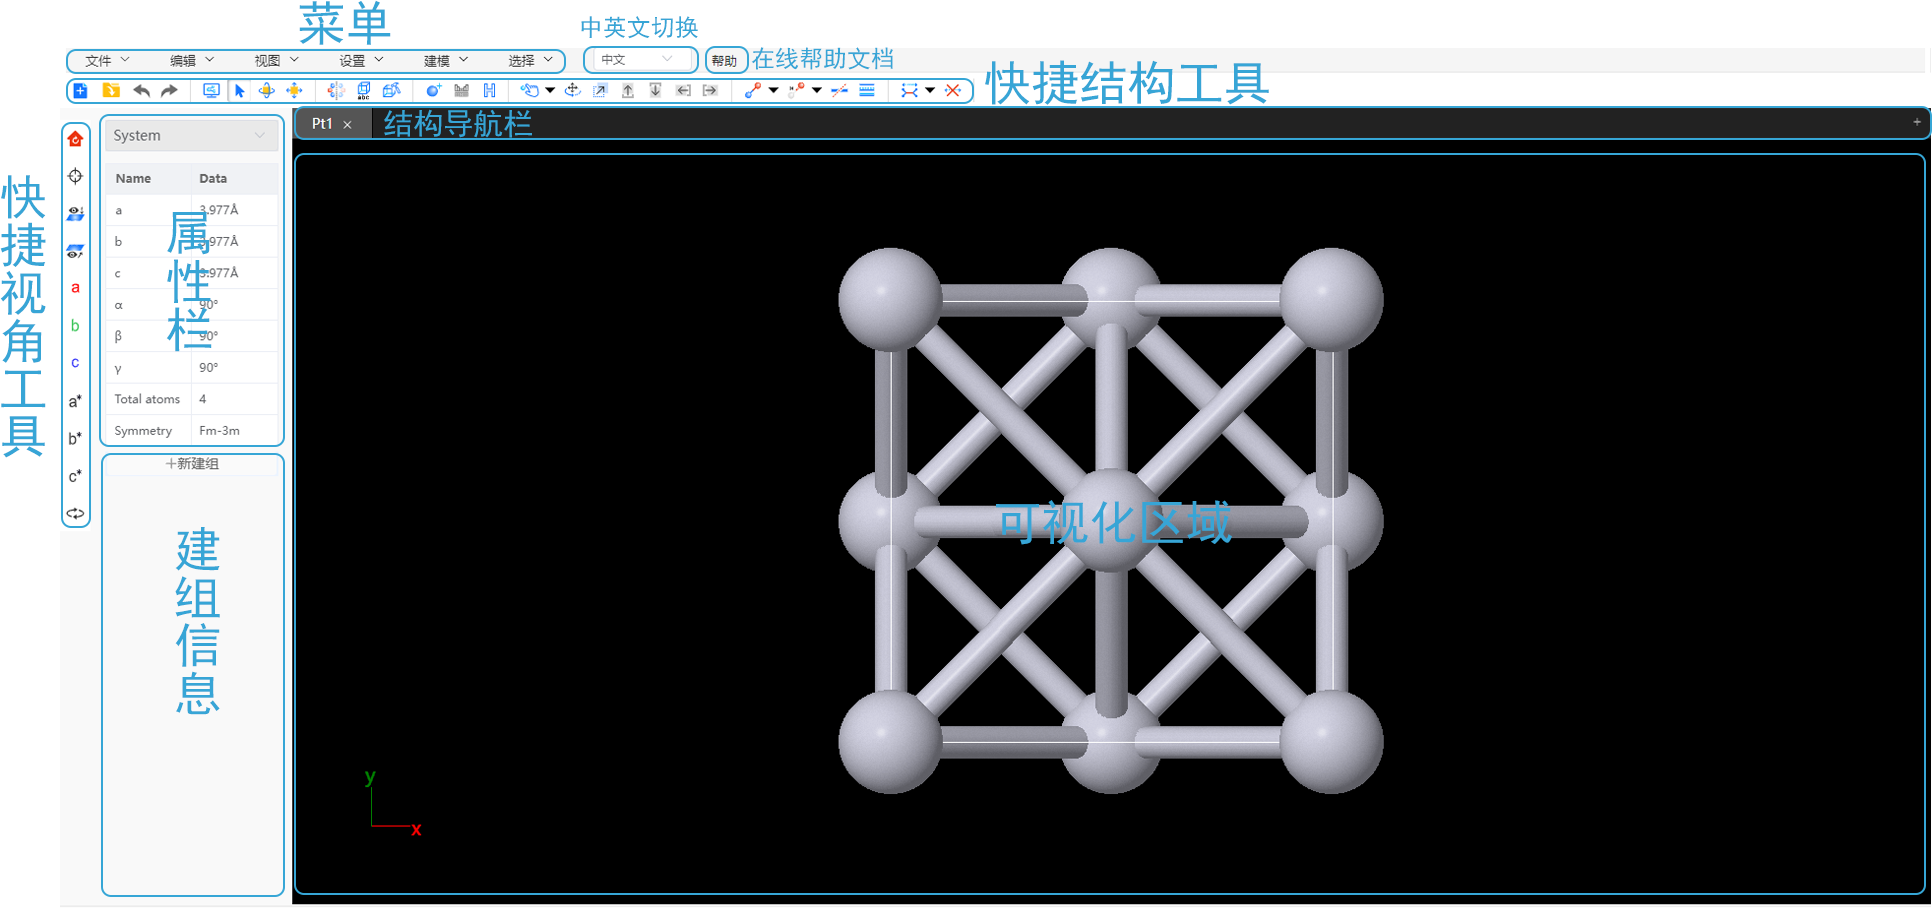 菜单
中英文切换
文件 编辑 视图 设置 建模 选择 中文 帮助 在线帮助文档
快捷结构工具
abc
Pt1 × 结构导航栏 +
快捷视角工具
a
b
c
a*
b*
c*
System
Name Data
a 3.977Å
b 3.977Å
c 3.977Å
α 90°
β 90°
γ 90°
Total atoms 4
Symmetry Fm-3m
属性栏
+新建组
建组信息
可视化区域
y
x